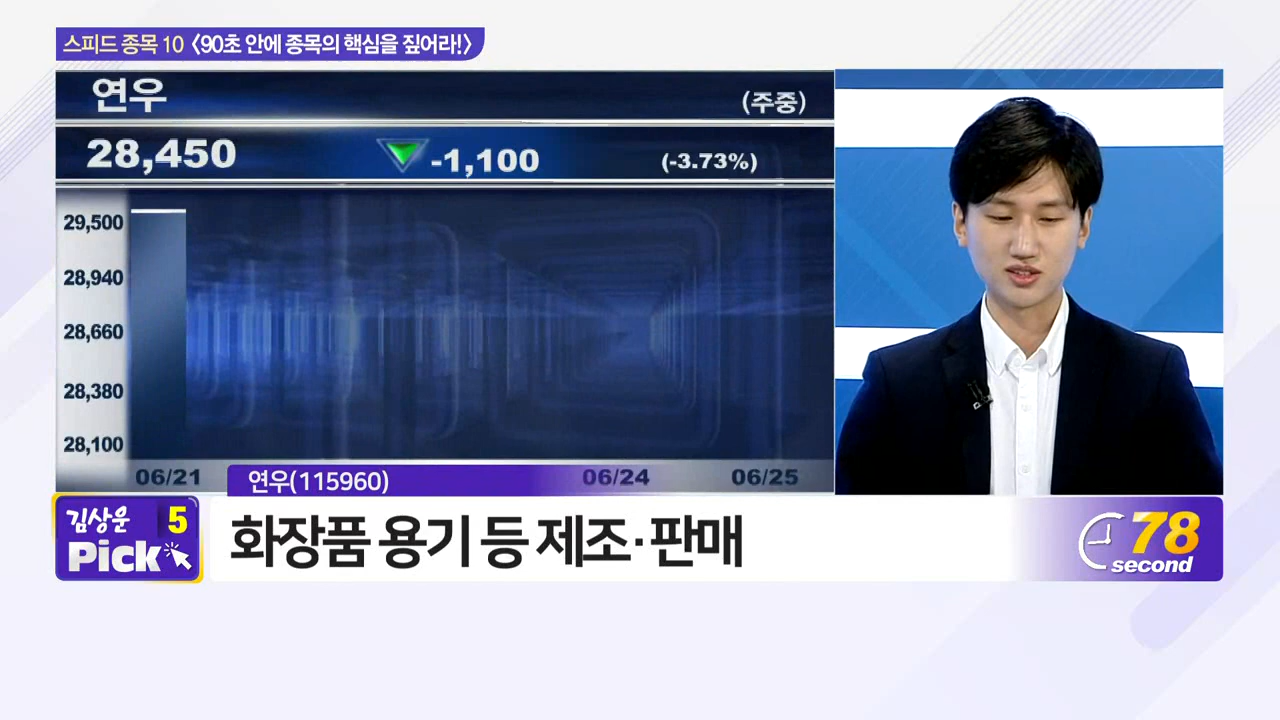 스피드 종목 10 <90초 안에 종목의 핵심을 짚어라!>
연우
(주중)
28,450
-1,100
(-3.73%)
29,500
28,940
28,660
28,380
28,100
06/21
06/24
06/25
연우(115960)
김상운 5
Pick
화장품 용기 등 제조·판매
78
second